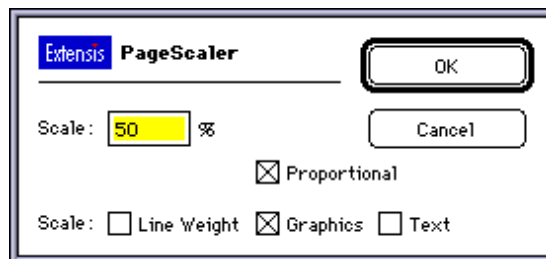 Extensis PageScaler
OK
Scale: 50 %
Cancel
Proportional
Scale: Line Weight Graphics Text